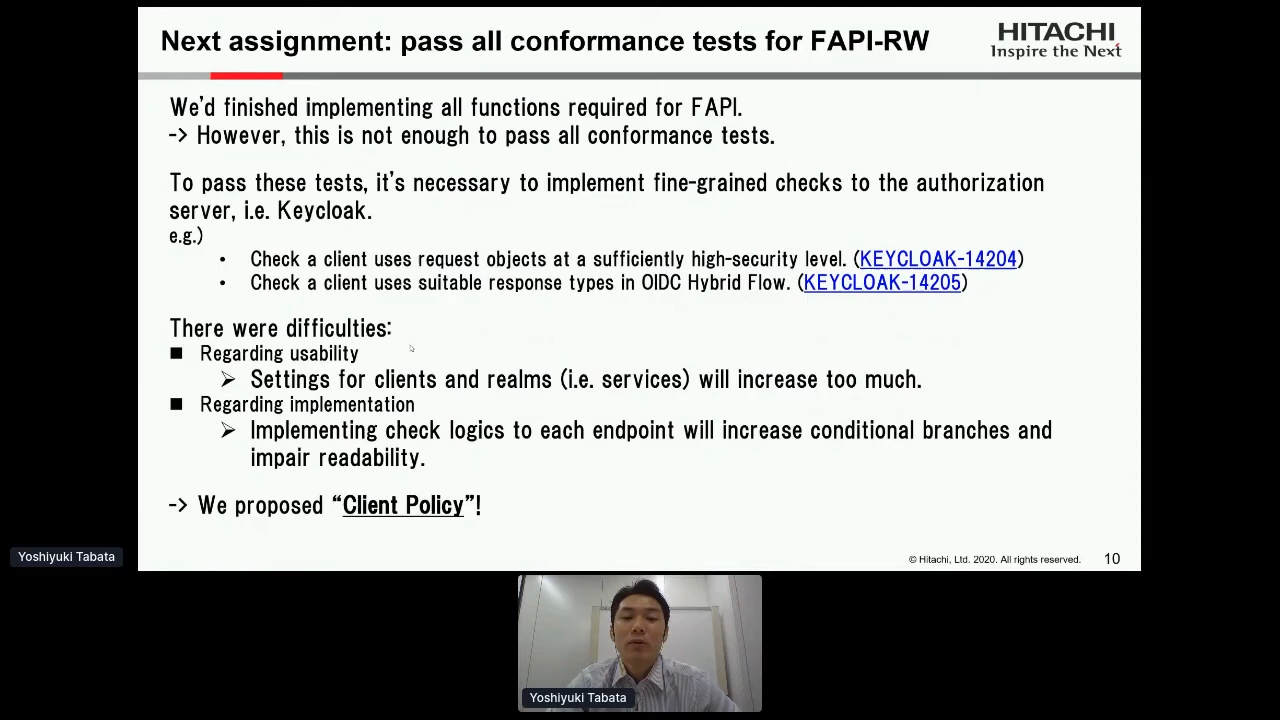 Next assignment: pass all conformance tests for FAPI-RW
HITACHI
Inspire the Next
We'd finished implementing all functions required for FAPI.
-> However, this is not enough to pass all conformance tests.
To pass these tests, it's necessary to implement fine-grained checks to the authorization
server, i.e. Keycloak.
e.g.)
• Check a client uses request objects at a sufficiently high-security level. (KEYCLOAK-14204)
• Check a client uses suitable response types in OIDC Hybrid Flow. (KEYCLOAK-14205)
There were difficulties:
■ Regarding usability
➢ Settings for clients and realms (i.e. services) will increase too much.
■ Regarding implementation
➢ Implementing check logics to each endpoint will increase conditional branches and
impair readability.
-> We proposed “Client Policy”!
© Hitachi, Ltd. 2020. All rights reserved. 10
Yoshiyuki Tabata
Yoshiyuki Tabata